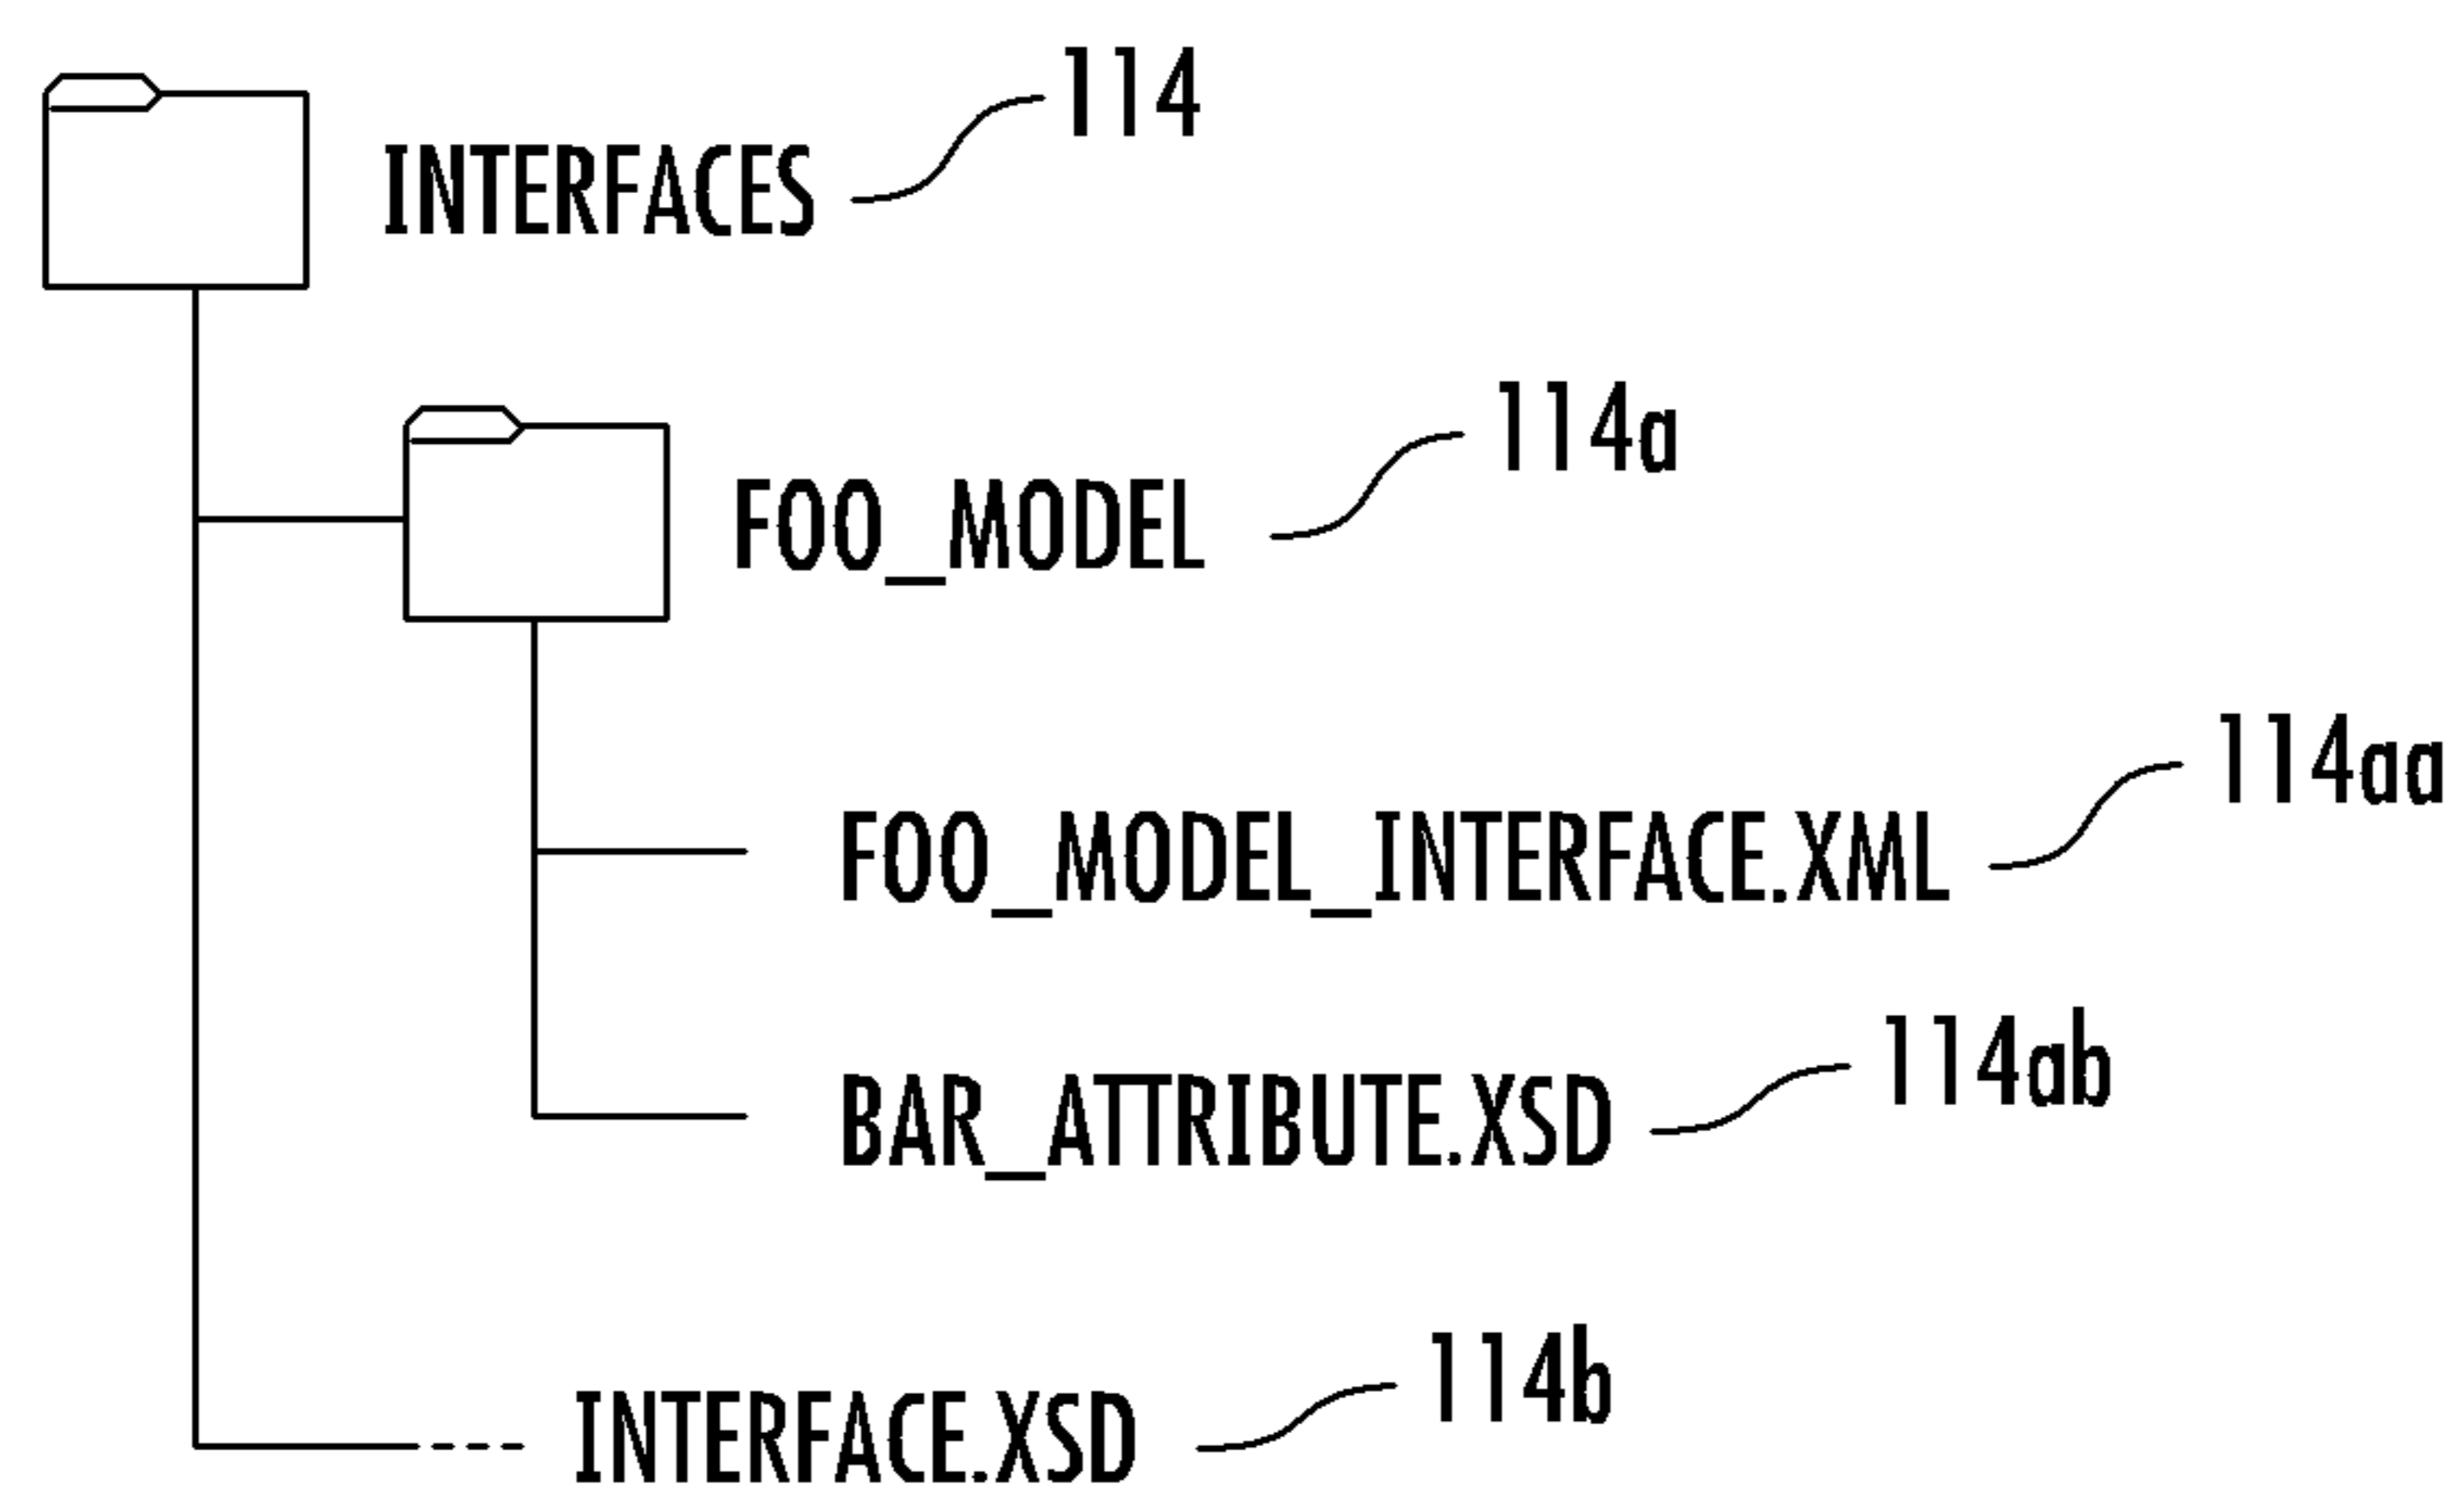 INTERFACES 114
FOO_MODEL 114a
FOO_MODEL_INTERFACE.XML 114aa
BAR_ATTRIBUTE.XSD 114ab
INTERFACE.XSD 114b